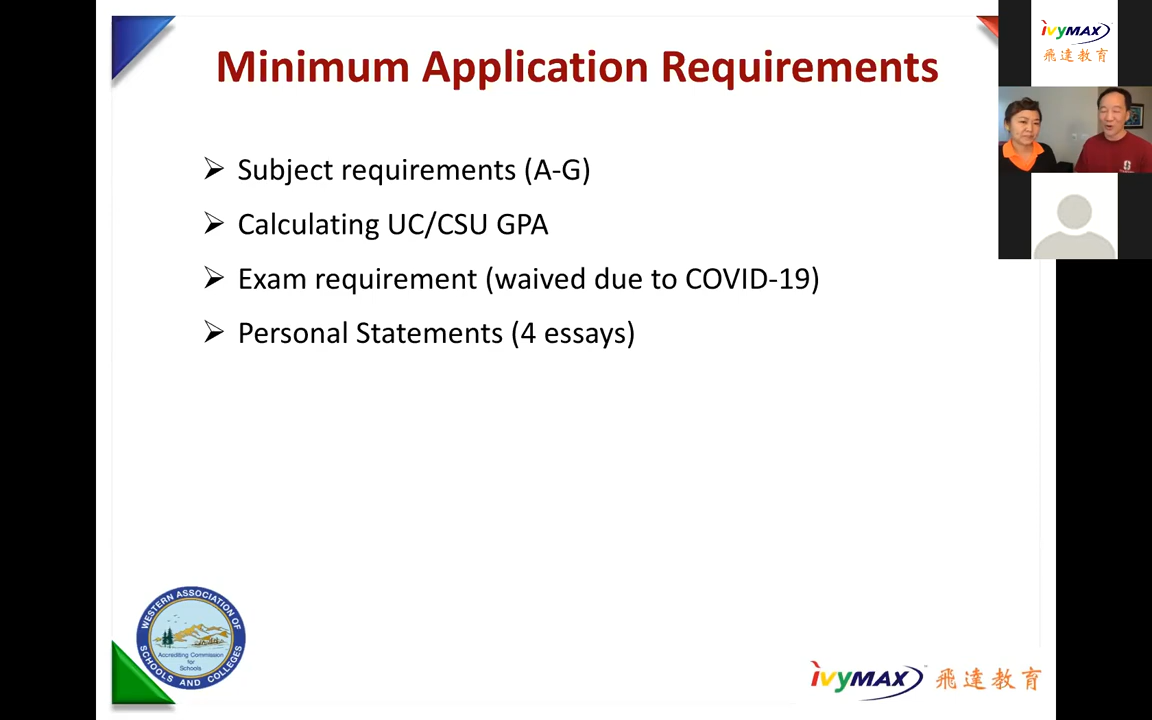 Minimum Application Requirements
Subject requirements (A-G)
Calculating UC/CSU GPA
Exam requirement (waived due to COVID-19)
Personal Statements (4 essays)
WESTERN ASSOCIATION OF
SCHOOLS AND COLLEGES
Accrediting Commission
for
Schools
ivyMAX
飛達教育
ivyMAX 飛達教育